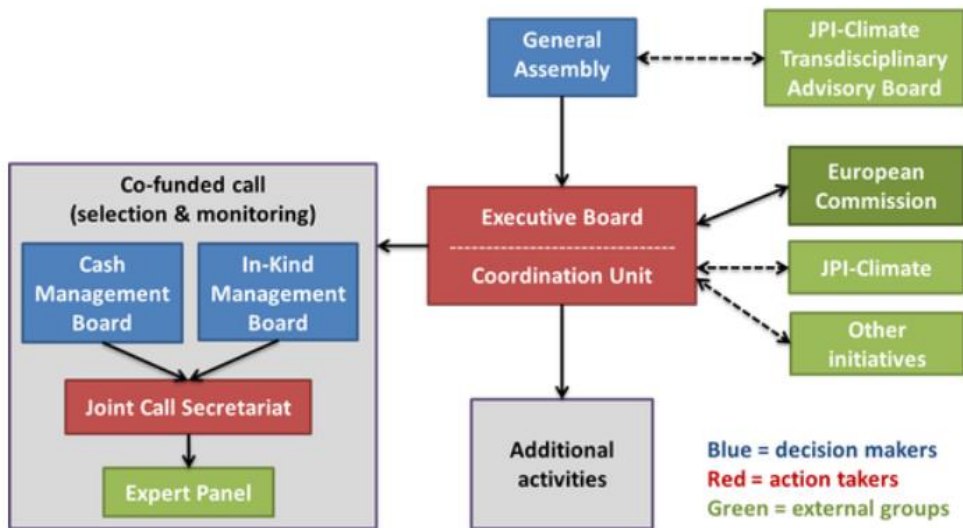 General
Assembly
JPI-Climate
Transdisciplinary
Advisory Board
Co-funded call
(selection & monitoring)
Cash
Management
Board
In-Kind
Management
Board
Joint Call Secretariat
Expert Panel
Executive Board
Coordination Unit
European
Commission
JPI-Climate
Other
initiatives
Additional
activities
Blue = decision makers
Red = action takers
Green = external groups